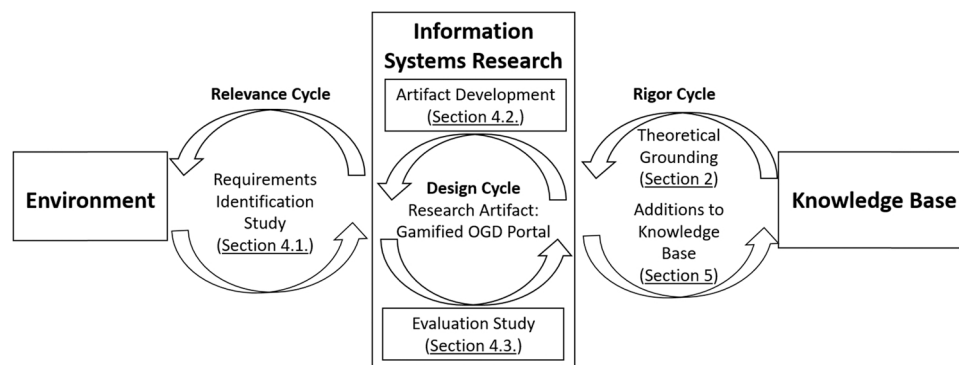 Environment
Relevance Cycle
Requirements
Identification
Study
(Section 4.1.)
Information
Systems Research
Artifact Development
(Section 4.2.)
Design Cycle
Research Artifact:
Gamified OGD Portal
Evaluation Study
(Section 4.3.)
Rigor Cycle
Theoretical
Grounding
(Section 2)
Additions to
Knowledge
Base
(Section 5)
Knowledge Base